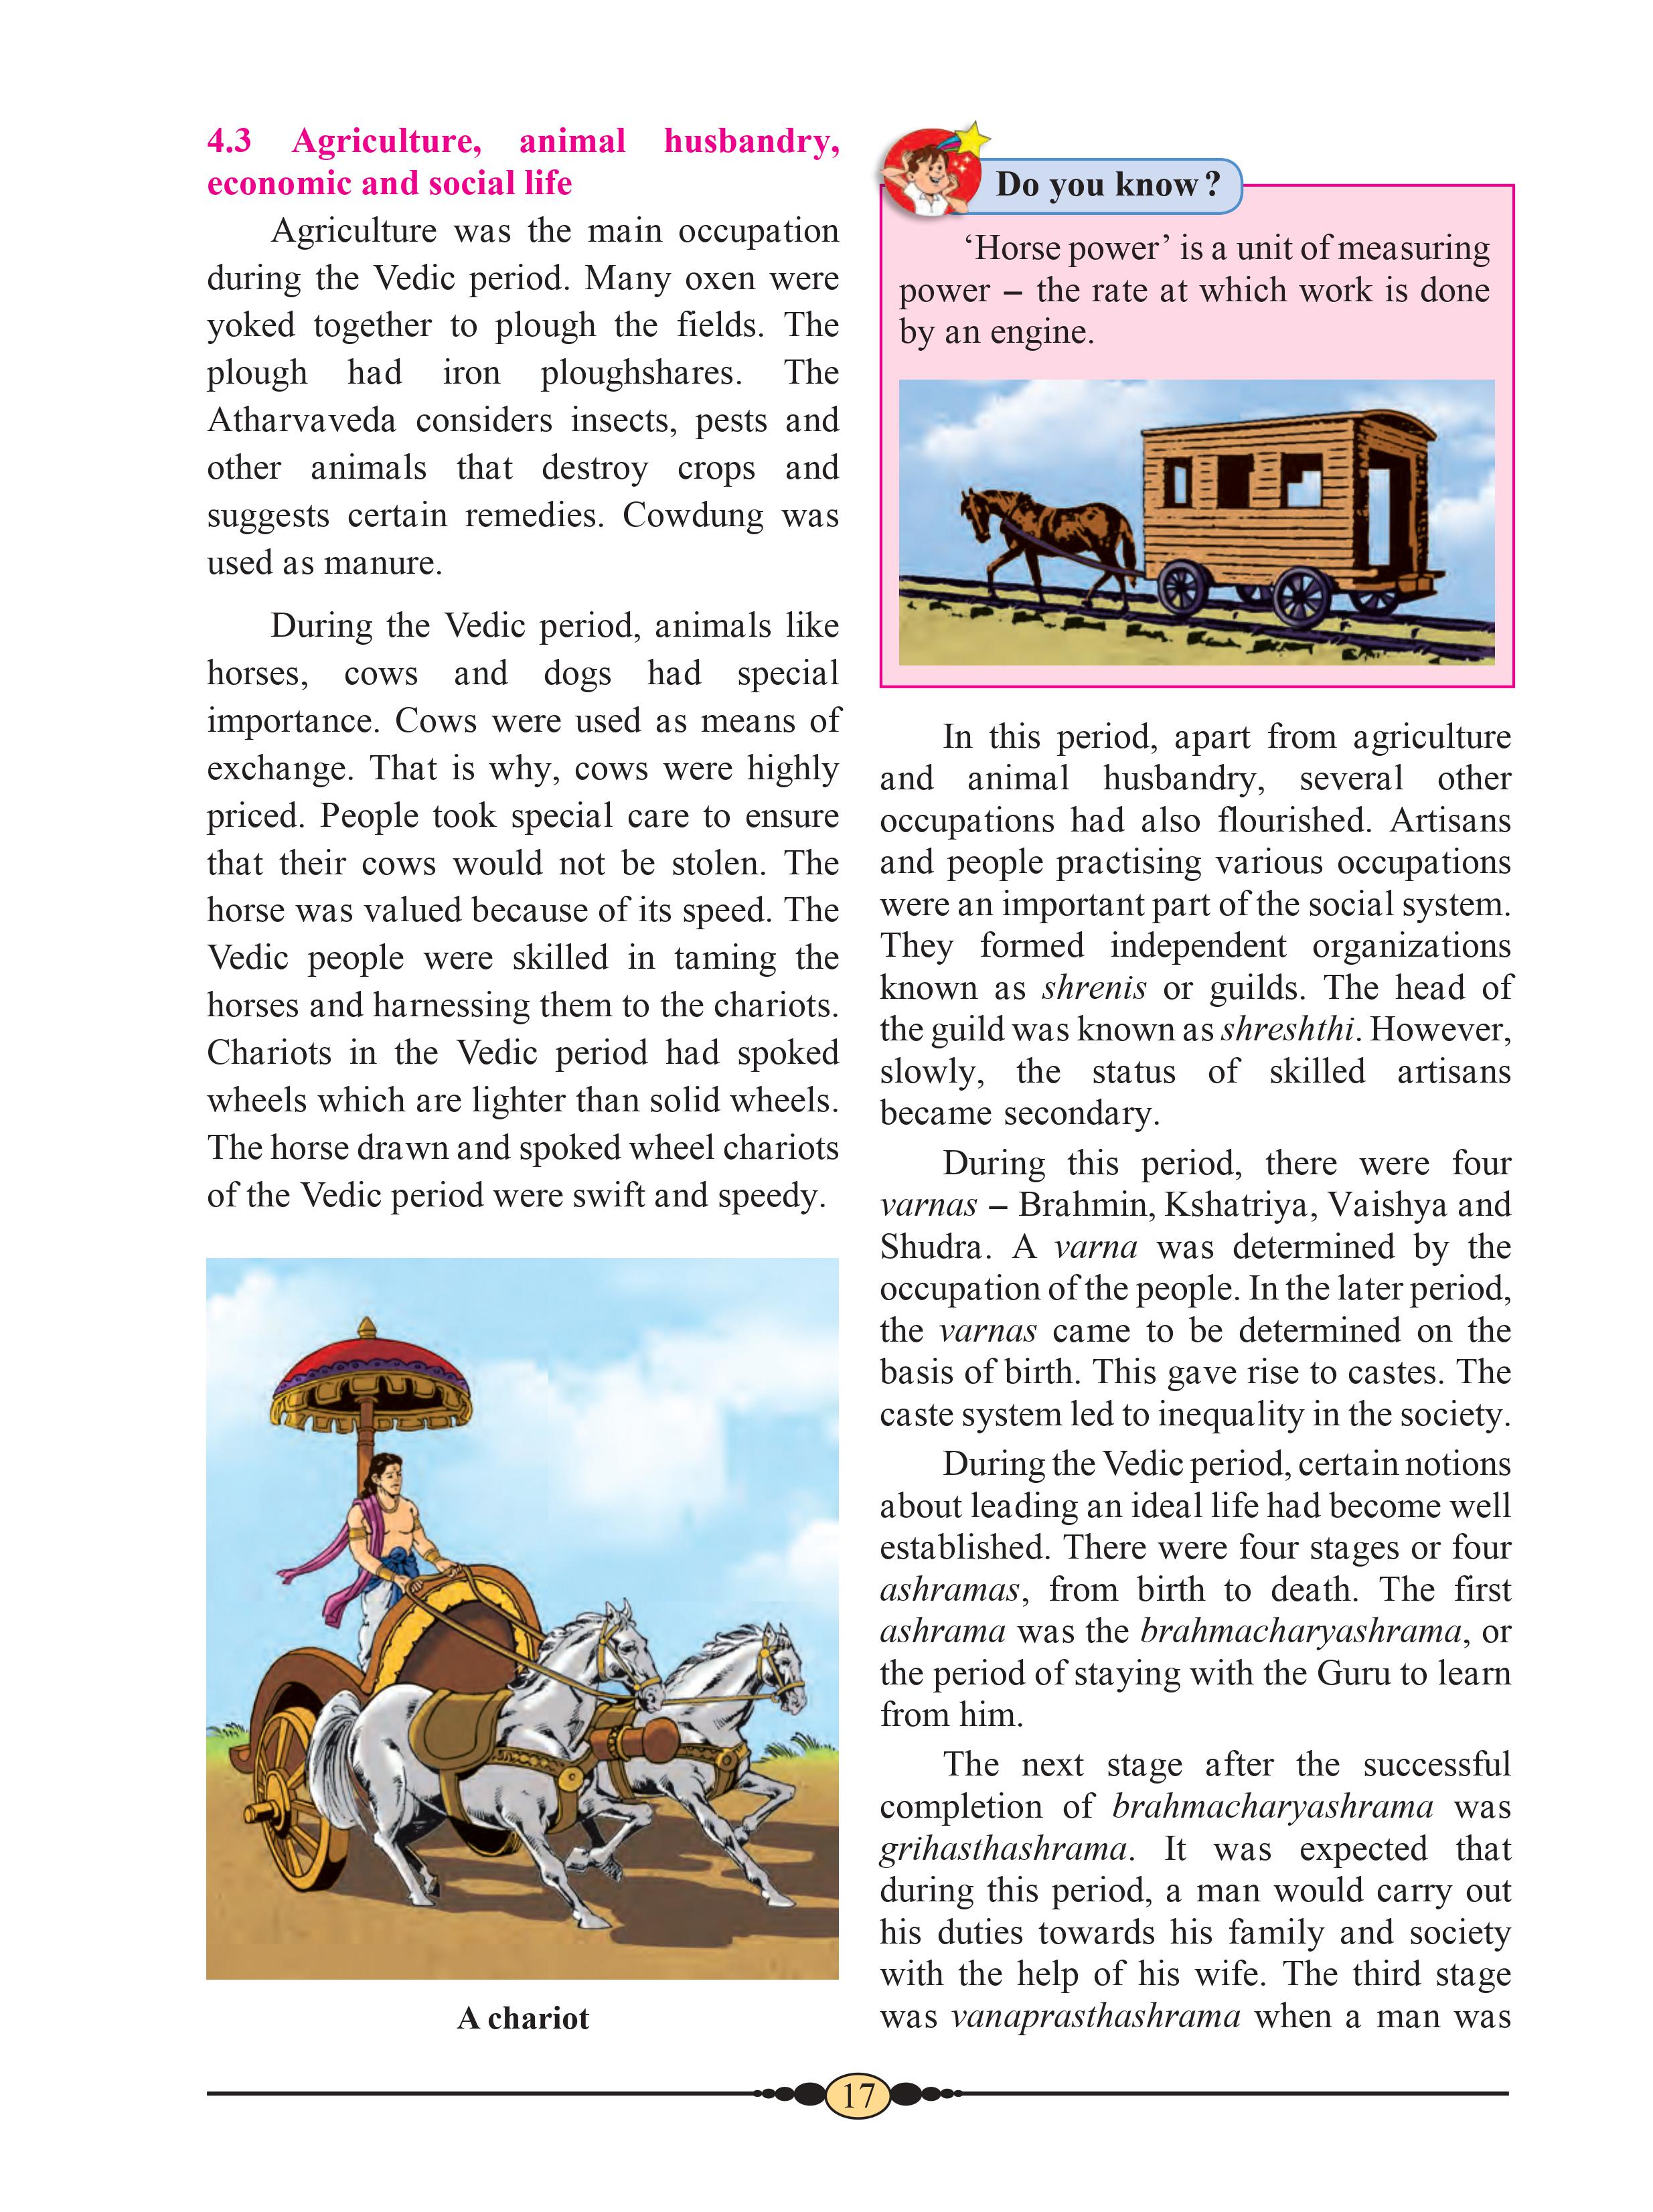 4.3 Agriculture, animal husbandry,
economic and social life
Agriculture was the main occupation
during the Vedic period. Many oxen were
yoked together to plough the fields. The
plough had iron ploughshares. The
Atharvaveda considers insects, pests and
other animals that destroy crops and
suggests certain remedies. Cowdung was
used as manure.
During the Vedic period, animals like
horses, cows and dogs had special
importance. Cows were used as means of
exchange. That is why, cows were highly
priced. People took special care to ensure
that their cows would not be stolen. The
horse was valued because of its speed. The
Vedic people were skilled in taming the
horses and harnessing them to the chariots.
Chariots in the Vedic period had spoked
wheels which are lighter than solid wheels.
The horse drawn and spoked wheel chariots
of the Vedic period were swift and speedy.
A chariot
Do you know ?
‘Horse power’ is a unit of measuring
power – the rate at which work is done
by an engine.
In this period, apart from agriculture
and animal husbandry, several other
occupations had also flourished. Artisans
and people practising various occupations
were an important part of the social system.
They formed independent organizations
known as shrenis or guilds. The head of
the guild was known as shreshthi. However,
slowly, the status of skilled artisans
became secondary.
During this period, there were four
varnas – Brahmin, Kshatriya, Vaishya and
Shudra. A varna was determined by the
occupation of the people. In the later period,
the varnas came to be determined on the
basis of birth. This gave rise to castes. The
caste system led to inequality in the society.
During the Vedic period, certain notions
about leading an ideal life had become well
established. There were four stages or four
ashramas, from birth to death. The first
ashrama was the brahmacharyashrama, or
the period of staying with the Guru to learn
from him.
The next stage after the successful
completion of brahmacharyashrama was
grihasthashrama. It was expected that
during this period, a man would carry out
his duties towards his family and society
with the help of his wife. The third stage
was vanaprasthashrama when a man was
17